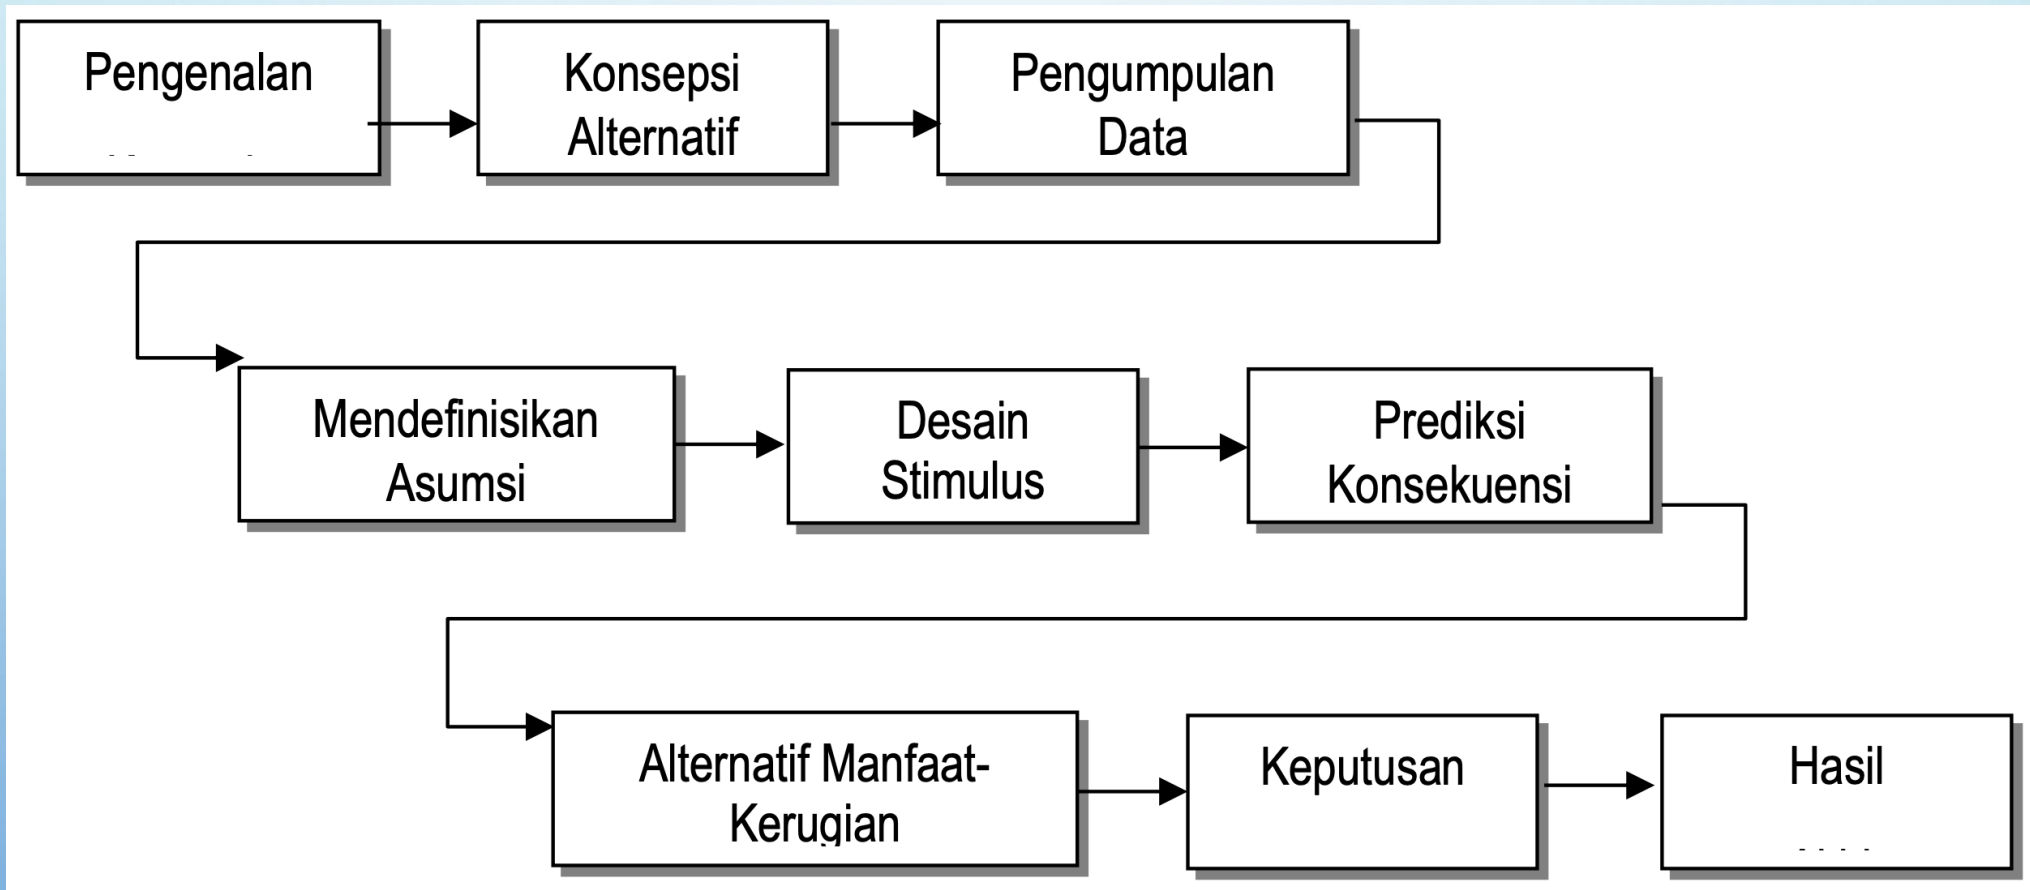 Pengenalan
Konsepsi
Alternatif
Pengumpulan
Data
Mendefinisikan
Asumsi
Desain
Stimulus
Prediksi
Konsekuensi
Alternatif Manfaat-
Kerugian
Keputusan
Hasil